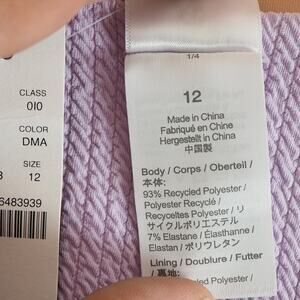 CLASS
0I0
COLOR
DMA
SIZE
12
6483939
1/4
12
Made in China
Fabriqué en Chine
Hergestellt in China
中国製
Body / Corps / Oberteil /
本体:
93% Recycled Polyester /
Polyester Recyclé /
Recyceltes Polyester / リ
サイクルポリエステル
7% Elastane / Élasthanne /
Elastan / ポリウレタン
Lining / Doublure / Futter
/ 裏地:
Polyester /